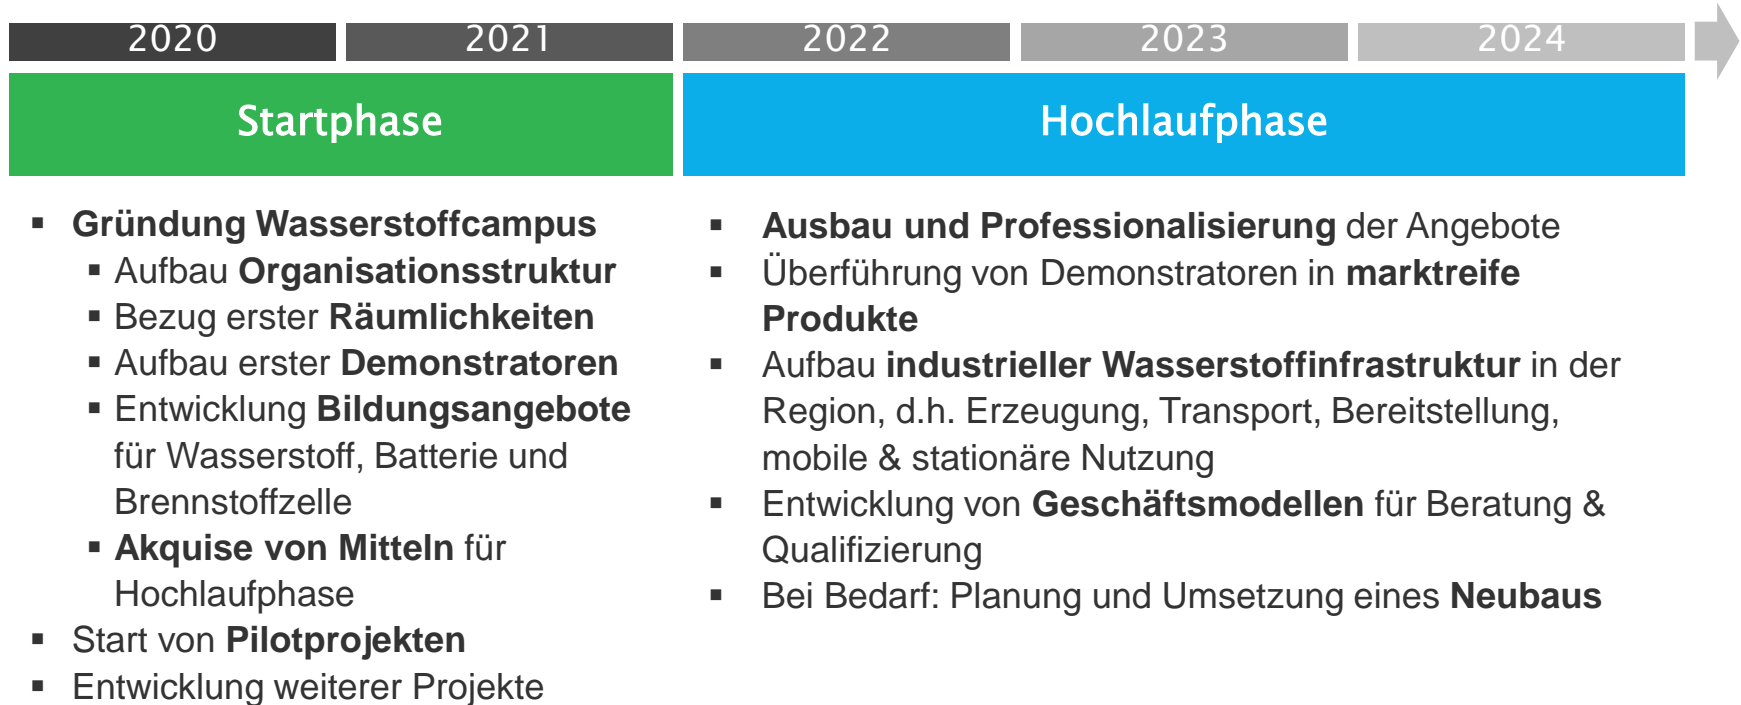 2020 2021 2022 2023 2024
Startphase
Hochlaufphase
▪ Gründung Wasserstoffcampus
▪ Aufbau Organisationsstruktur
▪ Bezug erster Räumlichkeiten
▪ Aufbau erster Demonstratoren
▪ Entwicklung Bildungsangebote
für Wasserstoff, Batterie und
Brennstoffzelle
▪ Akquise von Mitteln für
Hochlaufphase
▪ Start von Pilotprojekten
▪ Entwicklung weiterer Projekte
▪ Ausbau und Professionalisierung der Angebote
▪ Überführung von Demonstratoren in marktreife
Produkte
▪ Aufbau industrieller Wasserstoffinfrastruktur in der
Region, d.h. Erzeugung, Transport, Bereitstellung,
mobile & stationäre Nutzung
▪ Entwicklung von Geschäftsmodellen für Beratung &
Qualifizierung
▪ Bei Bedarf: Planung und Umsetzung eines Neubaus